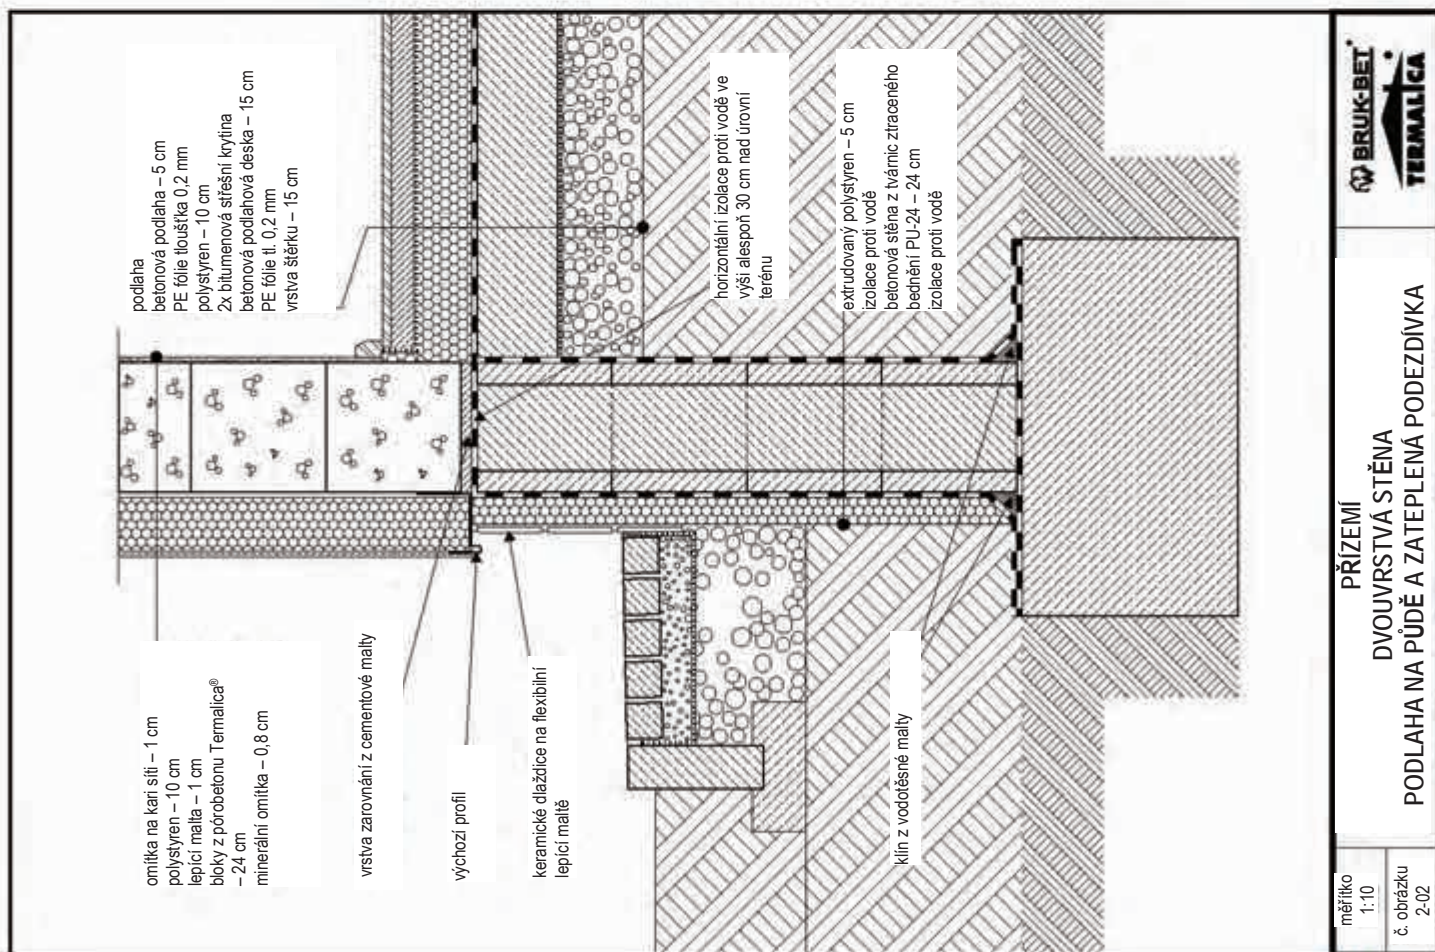 omítka na kari síti – 1 cm
polystyren – 10 cm
lepící malta – 1 cm
bloky z pórobetonu Termalica®
– 24 cm
minerální omítka – 0,8 cm
vrstva zarovnání z cementové malty
výchozí profil
keramické dlaždice na flexibilní
lepící maltě
klín z vodotěsné malty
podlaha
betonová podlaha – 5 cm
PE fólie tloušťka 0,2 mm
polystyren – 10 cm
2x bitumenová střešní krytina
betonová podlahová deska – 15 cm
PE fólie tl. 0,2 mm
vrstva štěrku – 15 cm
horizontální izolace proti vodě ve
výši alespoň 30 cm nad úrovní
terénu
extrudovaný polystyren – 5 cm
izolace proti vodě
betonová stěna z tvárnic ztraceného
bednění PU-24 – 24 cm
izolace proti vodě
měřítko
1:10
č. obrázku
2-02
PŘÍZEMÍ
DVOUVRSTVÁ STĚNA
PODLAHA NA PŮDĚ A ZATEPLENÁ PODEZDÍVKA
BRUK-BET
TERMALICA